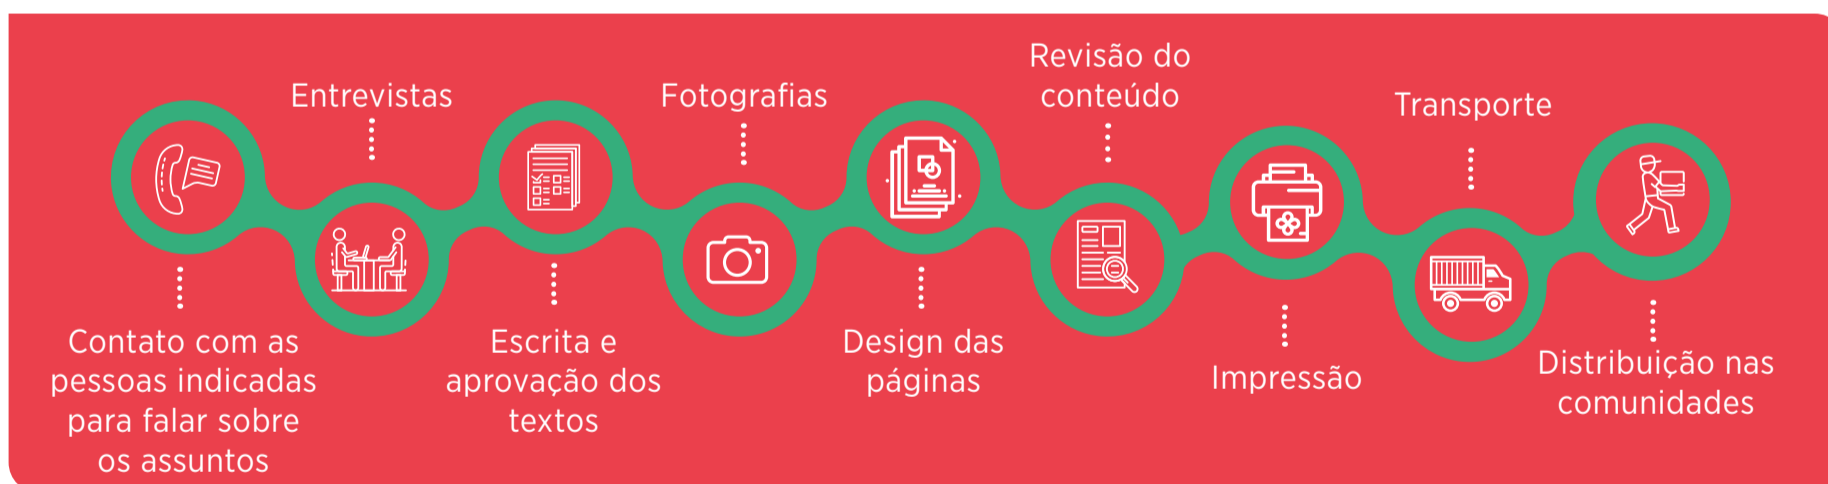 Contato com as
pessoas indicadas
para falar sobre
os assuntos
Entrevistas
Escrita e
aprovação dos
textos
Fotografias
Design das
páginas
Revisão do
conteúdo
Impressão
Transporte
Distribuição nas
comunidades